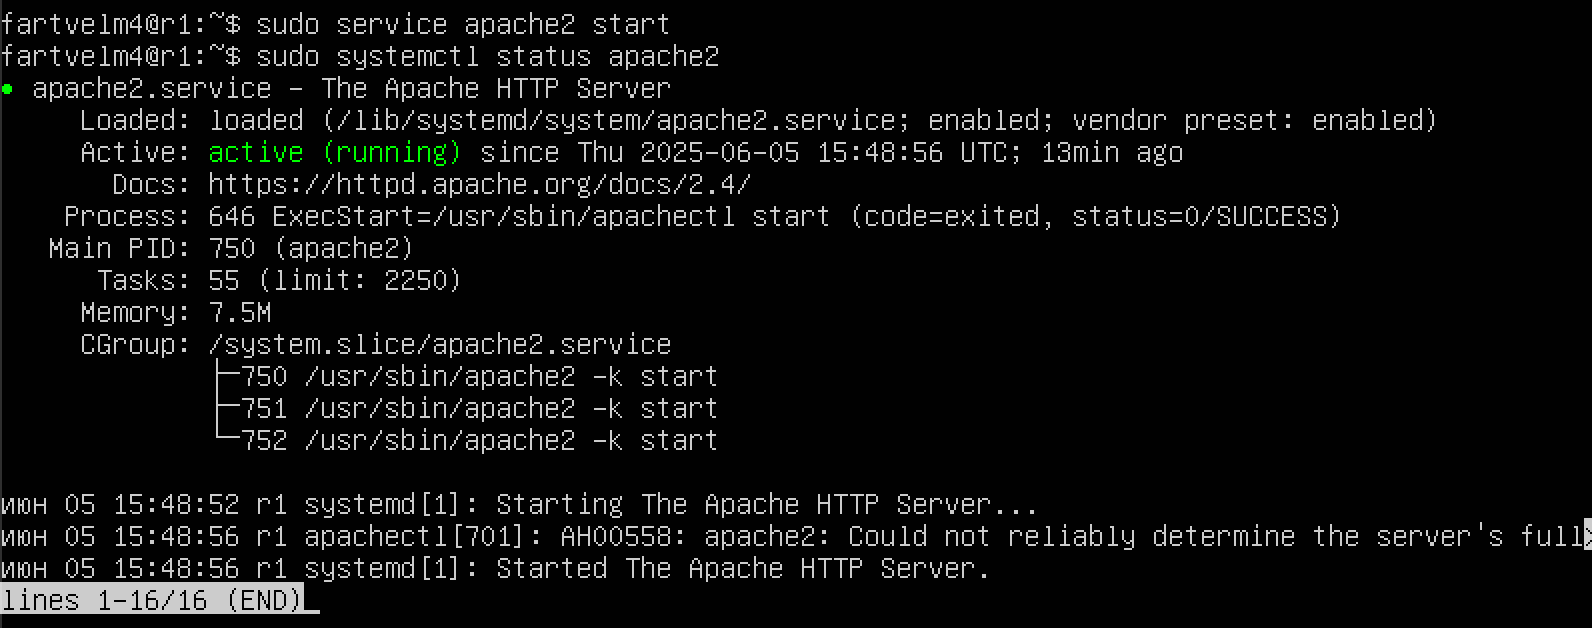 fartvelm4@r1:~$ sudo service apache2 start
fartvelm4@r1:~$ sudo systemctl status apache2
● apache2.service - The Apache HTTP Server
     Loaded: loaded (/lib/systemd/system/apache2.service; enabled; vendor preset: enabled)
     Active: active (running) since Thu 2025-06-05 15:48:56 UTC; 13min ago
       Docs: https://httpd.apache.org/docs/2.4/
    Process: 646 ExecStart=/usr/sbin/apachectl start (code=exited, status=0/SUCCESS)
   Main PID: 750 (apache2)
      Tasks: 55 (limit: 2250)
     Memory: 7.5M
     CGroup: /system.slice/apache2.service
             ├─750 /usr/sbin/apache2 -k start
             ├─751 /usr/sbin/apache2 -k start
             └─752 /usr/sbin/apache2 -k start

июн 05 15:48:52 r1 systemd[1]: Starting The Apache HTTP Server...
июн 05 15:48:56 r1 apachectl[701]: AH00558: apache2: Could not reliably determine the server's full>
июн 05 15:48:56 r1 systemd[1]: Started The Apache HTTP Server.
lines 1-16/16 (END)